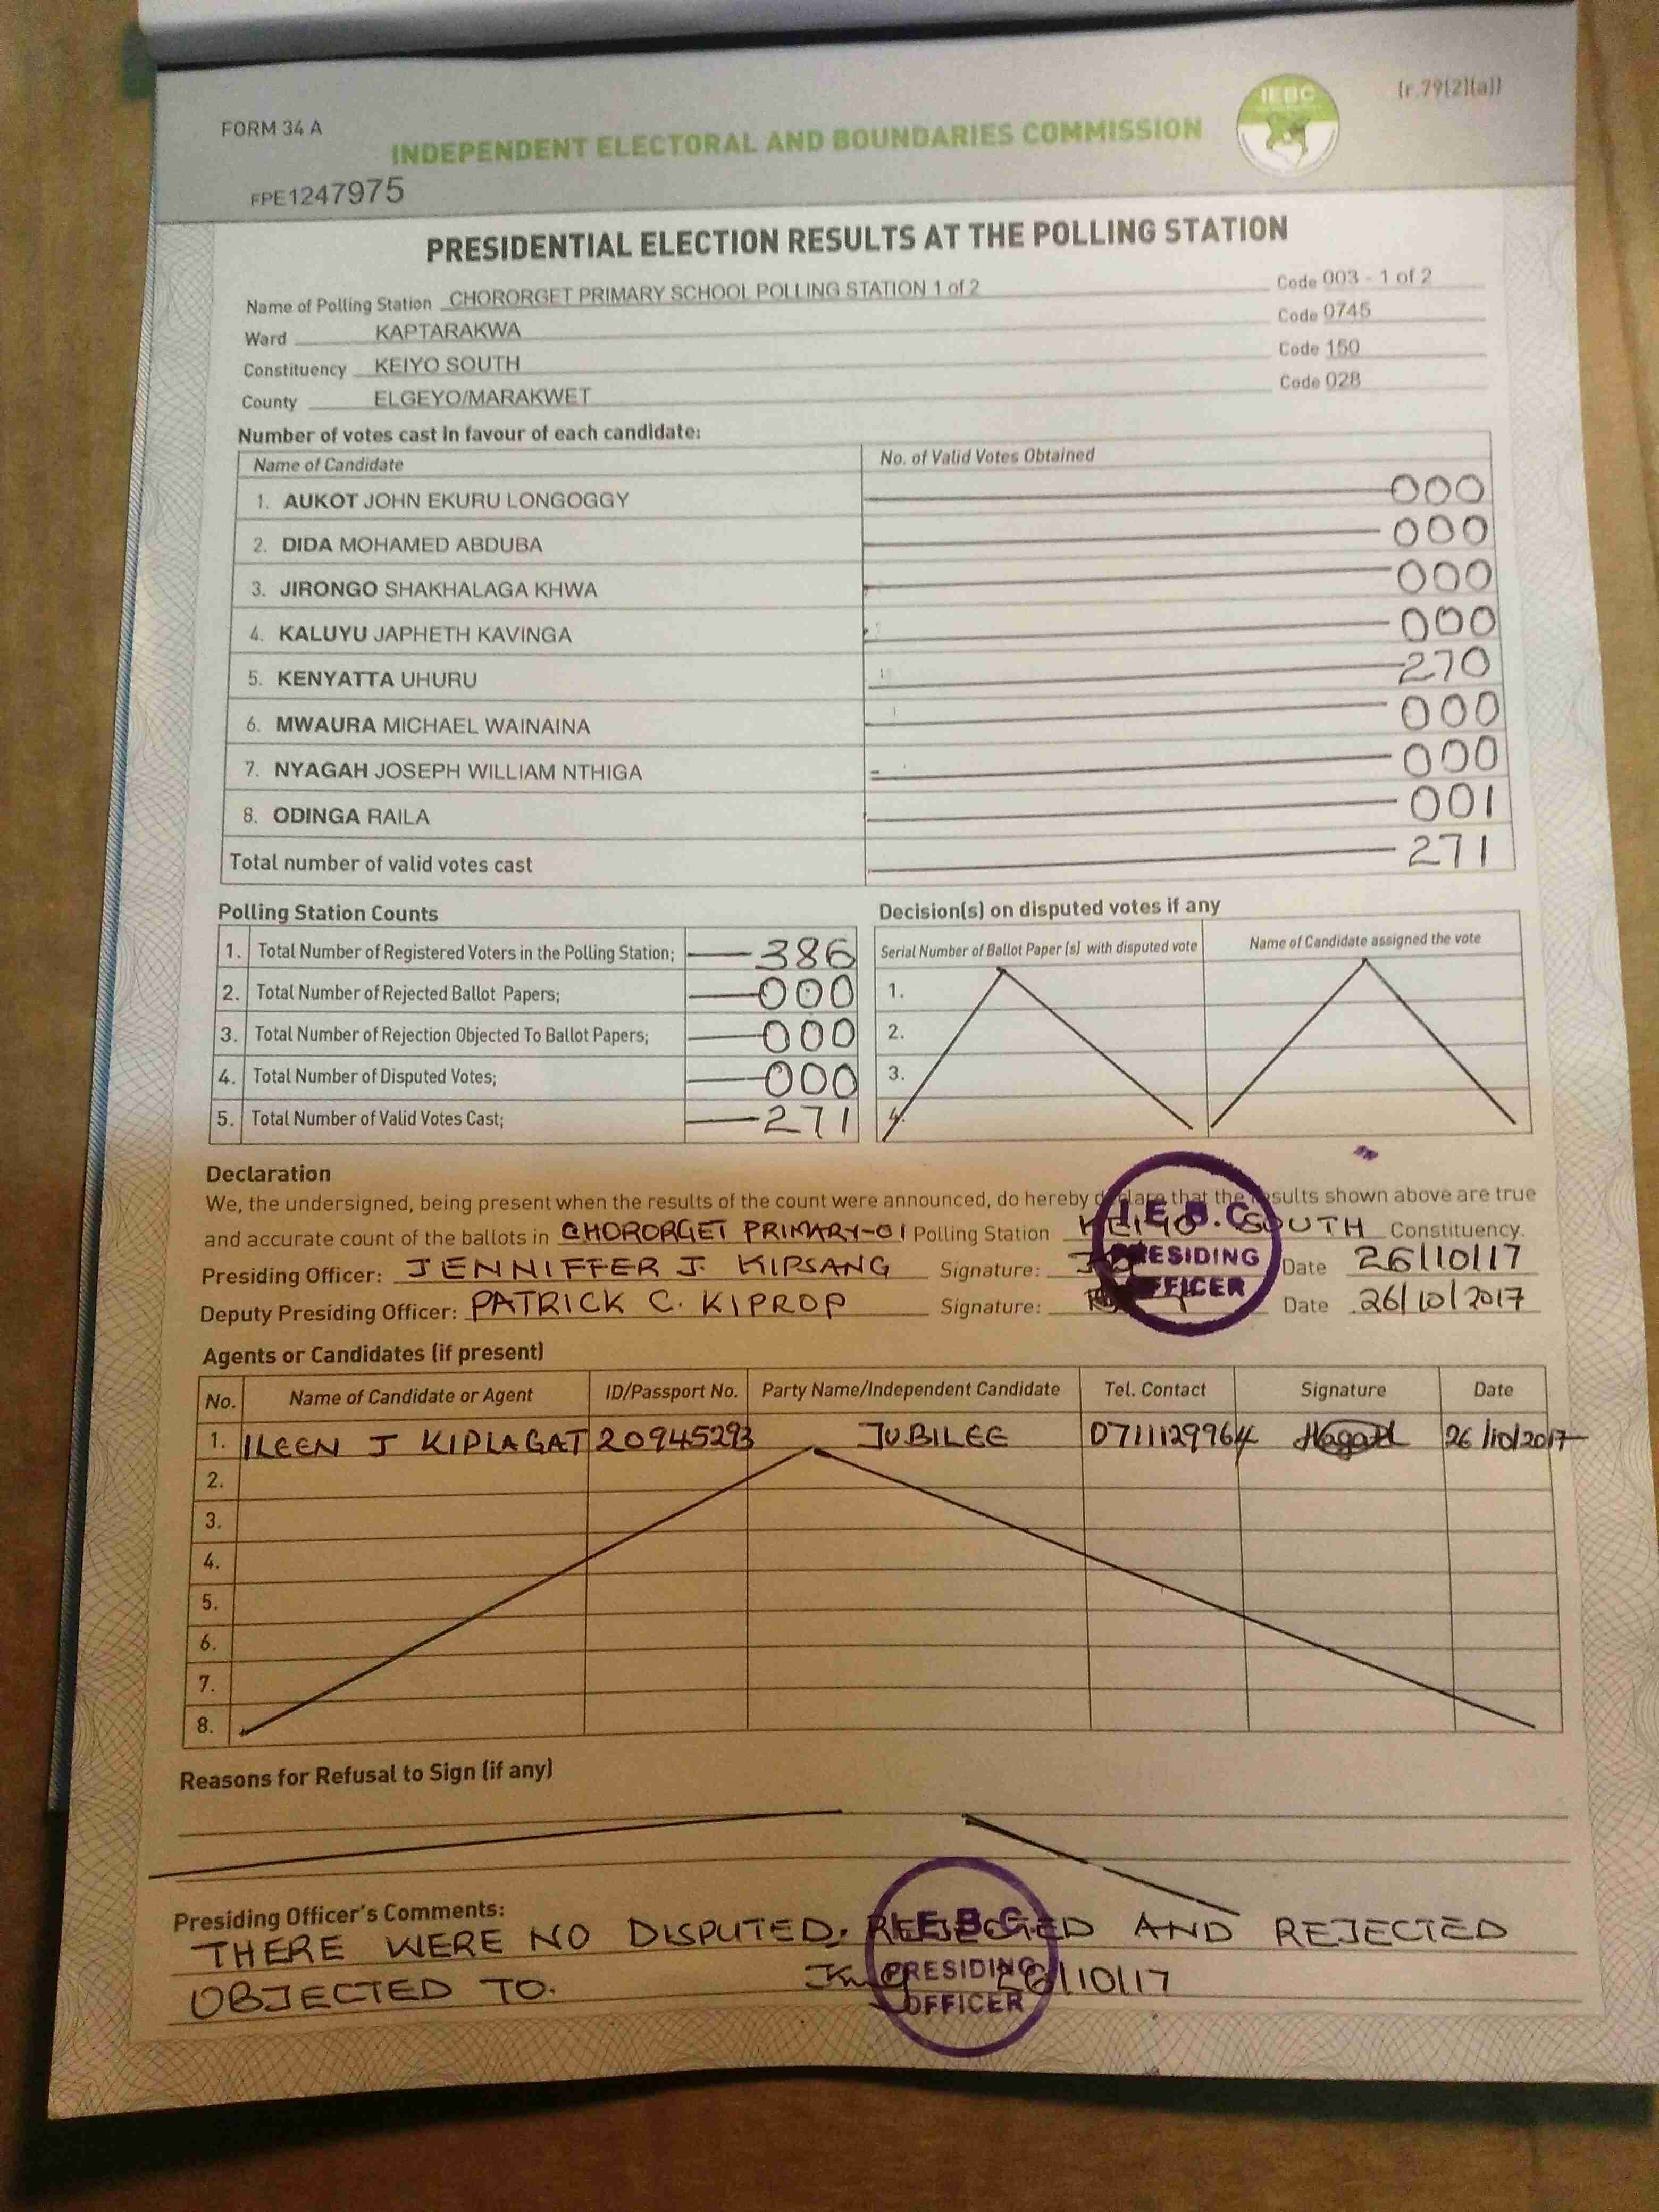 [r.79(2)(a)]
FORM 34 A
IEBC
INDEPENDENT ELECTORAL AND BOUNDARIES COMMISSION
FPE1247975
PRESIDENTIAL ELECTION RESULTS AT THE POLLING STATION
Name of Polling Station CHORORGET PRIMARY SCHOOL POLLING STATION 1 of 2 Code 003 - 1 of 2
Ward KAPTARAKWA Code 0745
Constituency KEIYO SOUTH Code 150
County ELGEYO/MARAKWET Code 028
Number of votes cast in favour of each candidate:
Name of Candidate No. of Valid Votes Obtained
1. AUKOT JOHN EKURU LONGOGGY 000
2. DIDA MOHAMED ABDUBA 000
3. JIRONGO SHAKHALAGA KHWA 000
4. KALUYU JAPHETH KAVINGA 000
5. KENYATTA UHURU 270
6. MWAURA MICHAEL WAINAINA 000
7. NYAGAH JOSEPH WILLIAM NTHIGA 000
8. ODINGA RAILA 001
Total number of valid votes cast 271
Polling Station Counts
1. Total Number of Registered Voters in the Polling Station; 386
2. Total Number of Rejected Ballot Papers; 000
3. Total Number of Rejection Objected To Ballot Papers; 000
4. Total Number of Disputed Votes; 000
5. Total Number of Valid Votes Cast; 271
Decision(s) on disputed votes if any
Serial Number of Ballot Paper (s) with disputed vote Name of Candidate assigned the vote
1.
2.
3.
4.
Declaration
We, the undersigned, being present when the results of the count were announced, do hereby declare that the results shown above are true
and accurate count of the ballots in CHORORGET PRIMARY-01 Polling Station KEIYO SOUTH Constituency.
Presiding Officer: JENNIFFER J. KIPSANG Signature: Date 26/10/17
Deputy Presiding Officer: PATRICK C. KIPROP Signature: Date 26/10/2017
I.E.B.C
PRESIDING
OFFICER
Agents or Candidates (if present)
No. Name of Candidate or Agent ID/Passport No. Party Name/Independent Candidate Tel. Contact Signature Date
1. ILEEN J KIPLAGAT 20945293 JUBILEE 0711129964 26/10/2017
2.
3.
4.
5.
6.
7.
8.
Reasons for Refusal to Sign (if any)
Presiding Officer's Comments:
THERE WERE NO DISPUTED, REJECTED AND REJECTED
OBJECTED TO. 26/10/17
I.E.B.C
PRESIDING
OFFICER